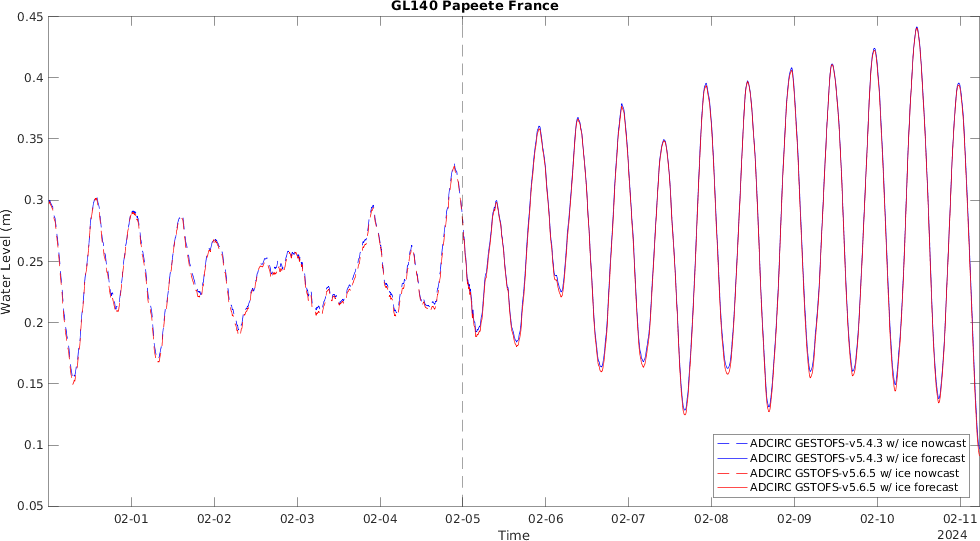 GL140 Papeete France
0.45
0.4
0.35
0.3
0.25
0.2
0.15
0.1
0.05
Water Level (m)
ADCIRC GESTOFS-v5.4.3 w/ ice nowcast
ADCIRC GESTOFS-v5.4.3 w/ ice forecast
ADCIRC GSTOFS-v5.6.5 w/ ice nowcast
ADCIRC GSTOFS-v5.6.5 w/ ice forecast
02-01 02-02 02-03 02-04 02-05 02-06 02-07 02-08 02-09 02-10 02-11
Time
2024